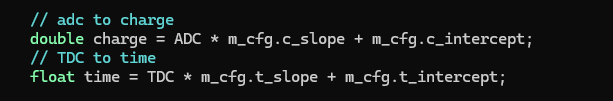 // adc to charge
double charge = ADC * m_cfg.c_slope + m_cfg.c_intercept;
// TDC to time
float time = TDC * m_cfg.t_slope + m_cfg.t_intercept;